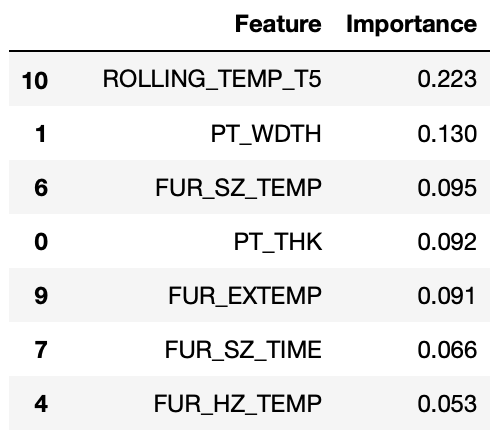 Feature Importance
10 ROLLING_TEMP_T5 0.223
1 PT_WDTH 0.130
6 FUR_SZ_TEMP 0.095
0 PT_THK 0.092
9 FUR_EXTEMP 0.091
7 FUR_SZ_TIME 0.066
4 FUR_HZ_TEMP 0.053